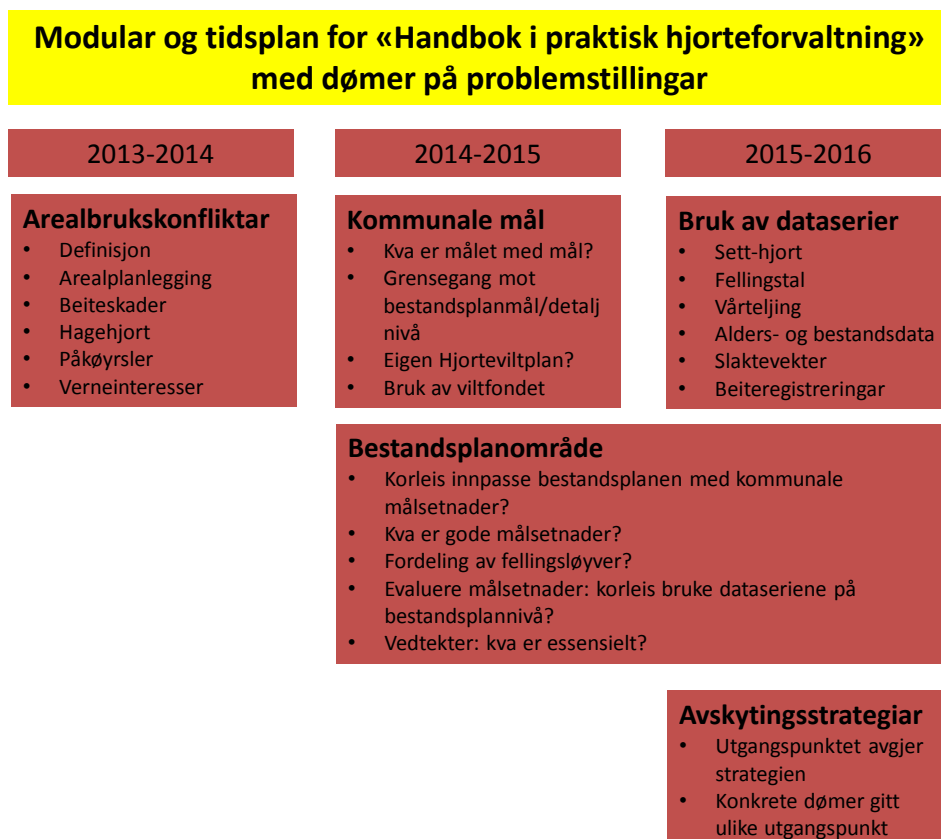 Modular og tidsplan for «Handbok i praktisk hjorteforvaltning»
med dømer på problemstillingar
2013-2014
2014-2015
2015-2016
Arealbrukskonfliktar
• Definisjon
• Arealplanlegging
• Beiteskader
• Hagehjort
• Påkøyrsler
• Verneinteresser
Kommunale mål
• Kva er målet med mål?
• Grensegang mot
bestandsplanmål/detalj
nivå
• Eigen Hjorteviltplan?
• Bruk av viltfondet
Bruk av dataserier
• Sett-hjort
• Fellingstal
• Vårteljing
• Alders- og bestandsdata
• Slaktevekter
• Beiteregistreringar
Bestandsplanområde
• Korleis innpasse bestandsplanen med kommunale
målsetnader?
• Kva er gode målsetnader?
• Fordeling av fellingsløyver?
• Evaluere målsetnader: korleis bruke dataseriene på
bestandsplannivå?
• Vedtekter: kva er essensielt?
Avskytingsstrategiar
• Utgangspunktet avgjer
strategien
• Konkrete dømer gitt
ulike utgangspunkt